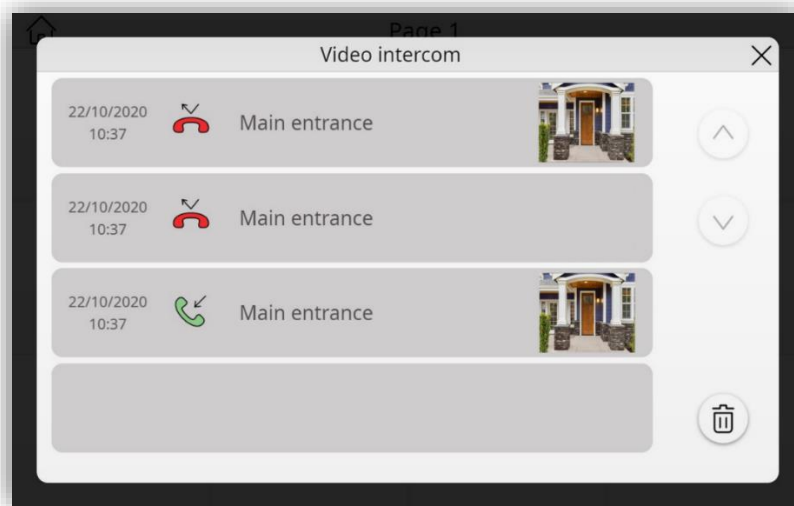 Page 1
Video intercom
22/10/2020
10:37
Main entrance
22/10/2020
10:37
Main entrance
22/10/2020
10:37
Main entrance